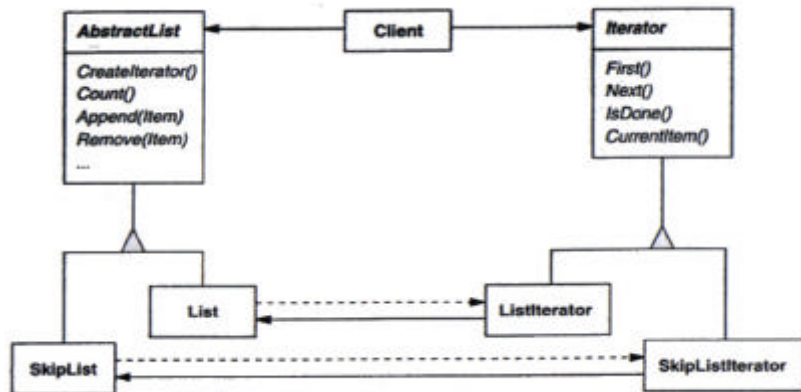 AbstractList
...
CreateIterator()
Count()
Append(Item)
Remove(Item)
...
Client
Iterator
First()
Next()
IsDone()
CurrentItem()
List
ListIterator
SkipList
SkipListIterator